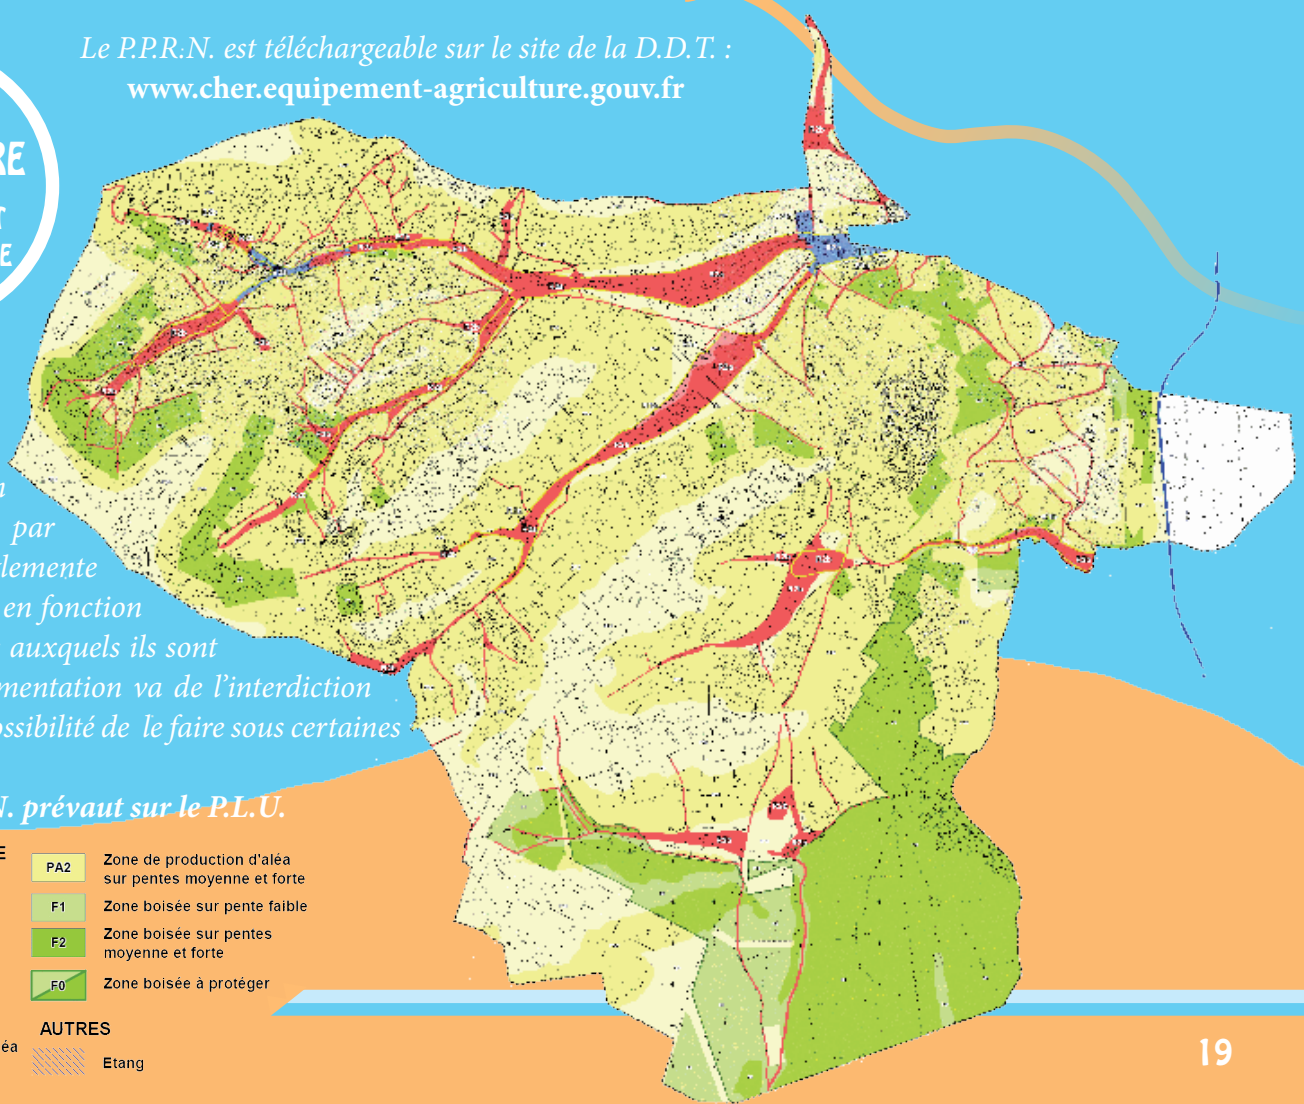 Le P.P.R.N. est téléchargeable sur le site de la D.D.T. :
www.cher.equipement-agriculture.gouv.fr
RE
T
E
n
par
lemente
en fonction
auxquels ils sont
mentation va de l'interdiction
ossibilité de le faire sous certaines
N. prévaut sur le P.L.U.
E
PA2 Zone de production d'aléa
sur pentes moyenne et forte
F1 Zone boisée sur pente faible
F2 Zone boisée sur pentes
moyenne et forte
F0 Zone boisée à protéger
AUTRES
éa
Etang
19